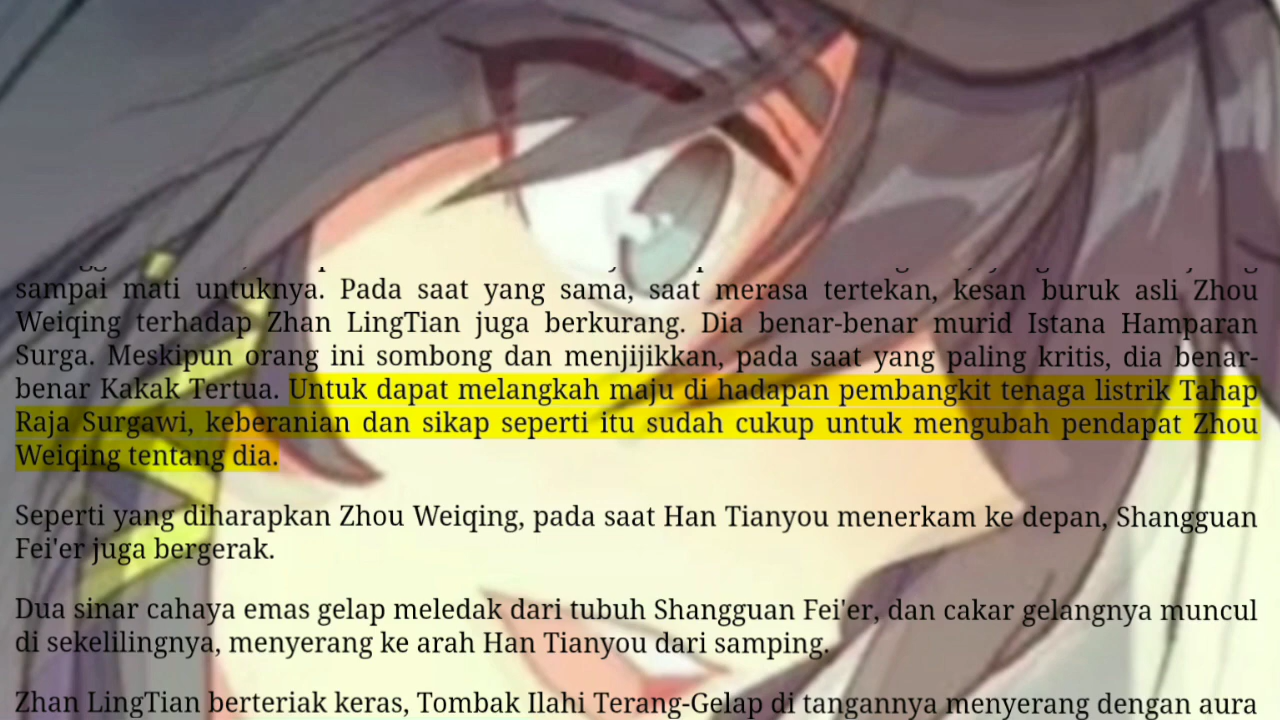 sampai mati untuknya. Pada saat yang sama, saat merasa tertekan, kesan buruk asli Zhou
Weiqing terhadap Zhan LingTian juga berkurang. Dia benar-benar murid Istana Hamparan
Surga. Meskipun orang ini sombong dan menjijikkan, pada saat yang paling kritis, dia benar-
benar Kakak Tertua. Untuk dapat melangkah maju di hadapan pembangkit tenaga listrik Tahap
Raja Surgawi, keberanian dan sikap seperti itu sudah cukup untuk mengubah pendapat Zhou
Weiqing tentang dia.
Seperti yang diharapkan Zhou Weiqing, pada saat Han Tianyou menerkam ke depan, Shangguan
Fei'er juga bergerak.
Dua sinar cahaya emas gelap meledak dari tubuh Shangguan Fei'er, dan cakar gelangnya muncul
di sekelilingnya, menyerang ke arah Han Tianyou dari samping.
Zhan LingTian berteriak keras, Tombak Ilahi Terang-Gelap di tangannya menyerang dengan aura